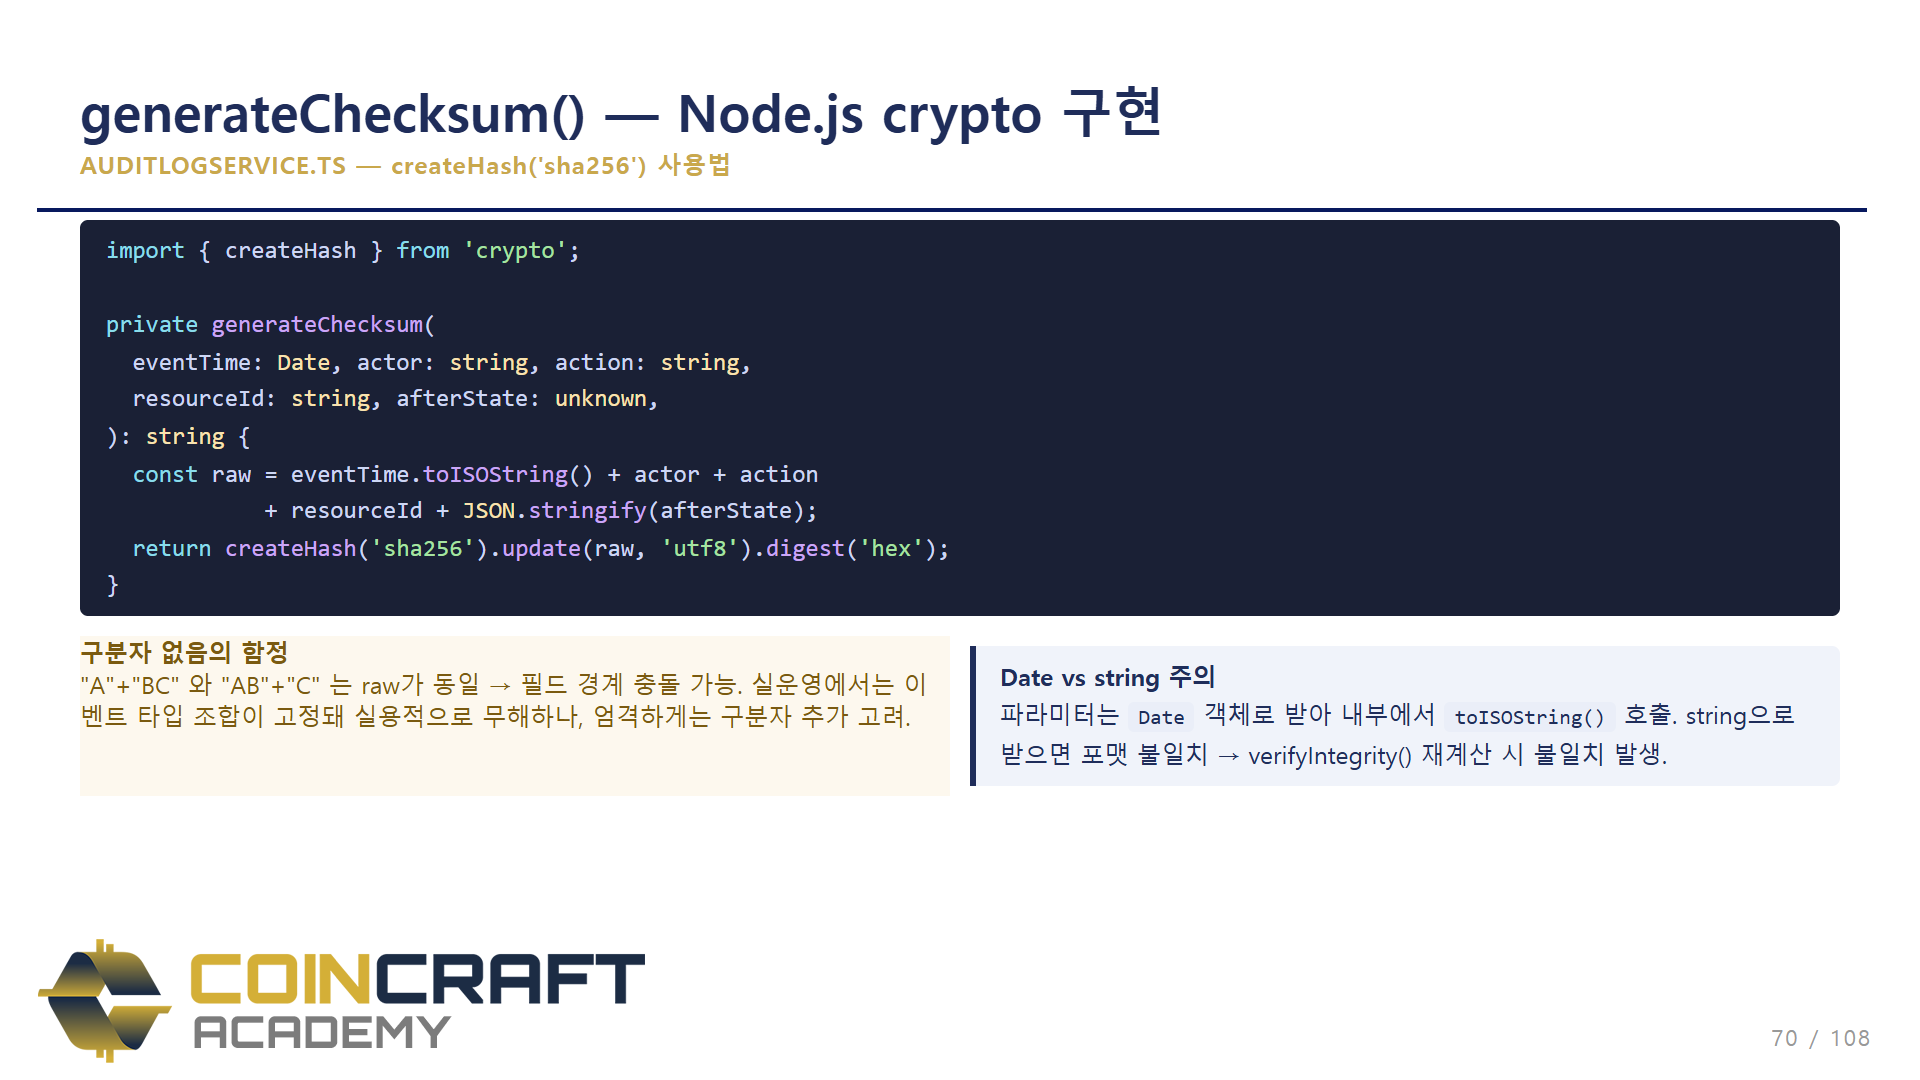 generateChecksum() — Node.js crypto 구현
AUDITLOGSERVICE.TS — createHash('sha256') 사용법
import { createHash } from 'crypto';
private generateChecksum(
  eventTime: Date, actor: string, action: string,
  resourceId: string, afterState: unknown,
): string {
  const raw = eventTime.toISOString() + actor + action
            + resourceId + JSON.stringify(afterState);
  return createHash('sha256').update(raw, 'utf8').digest('hex');
}
구분자 없음의 함정
"A"+"BC" 와 "AB"+"C" 는 raw가 동일 → 필드 경계 충돌 가능. 실운영에서는 이
벤트 타입 조합이 고정돼 실용적으로 무해하나, 엄격하게는 구분자 추가 고려.
Date vs string 주의
파라미터는 Date 객체로 받아 내부에서 toISOString() 호출. string으로
받으면 포맷 불일치 → verifyIntegrity() 재계산 시 불일치 발생.
COINCRAFT
ACADEMY
70 / 108